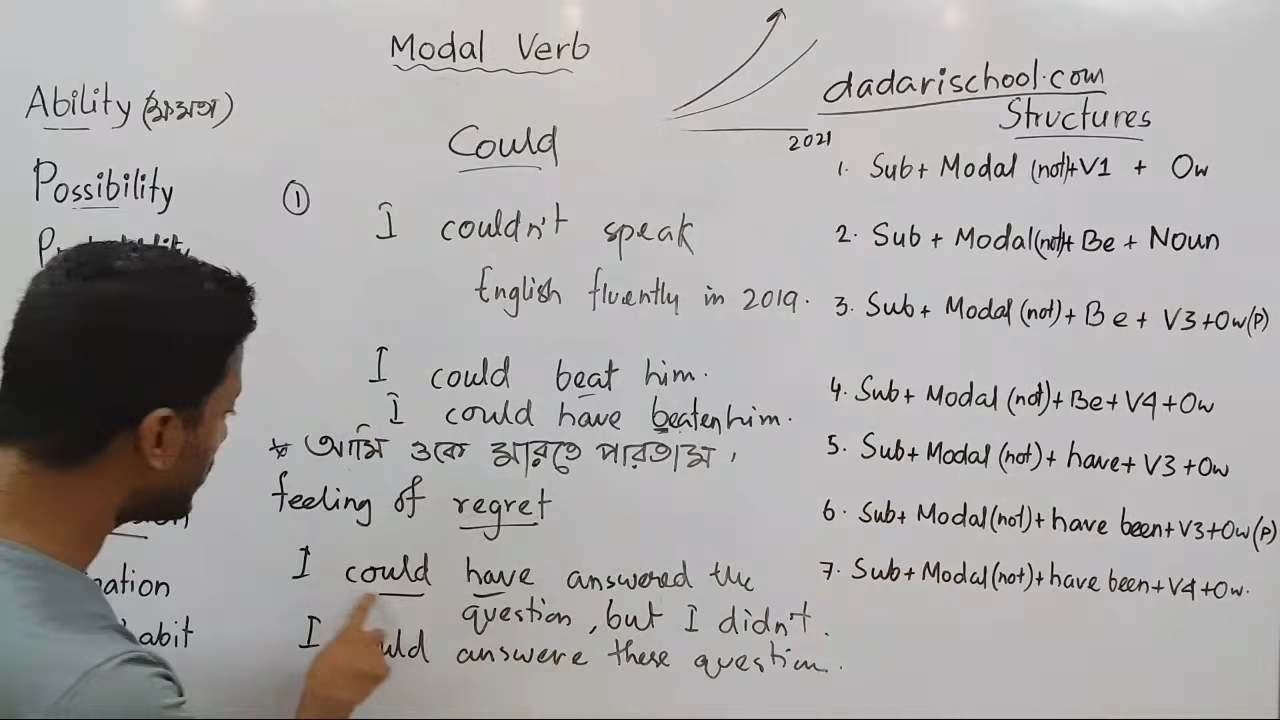 Modal Verb
dadarischool.com
2021
Ability (ক্ষমতা)
Possibility
Could
①
I couldn't speak
English fluently in 2019.
I could beat him.
I could have beaten him.
* আমি ওকে মারতে পারতাম,
feeling of regret
I could have answered the
question, but I didn't.
I could answere these question.
Structures
1. Sub + Modal (not)+V1 + Ow
2. Sub + Modal(not)+ Be + Noun
3. Sub+ Modal (not)+ Be + V3+Ow(P)
4. Sub+ Modal (not)+Be+V4+Ow
5. Sub+Modal (not)+ have+ V3+Ow
6. Sub+ Modal(not)+have been+V3+Ow(P)
7. Sub+Modal(not)+have been+V4+Ow.